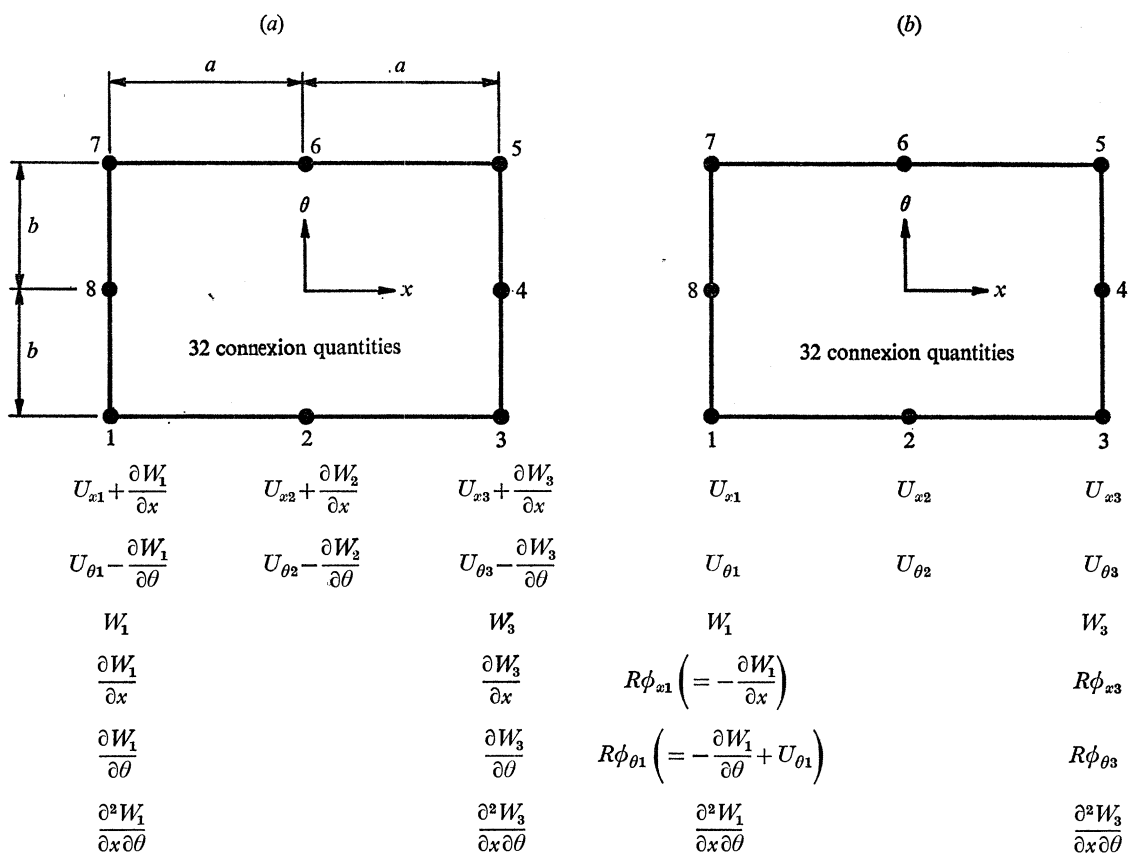 (a) (b)
a a
7 6 5 7 6 5
b θ θ
8 x 4 8 x 4
b 32 connexion quantities 32 connexion quantities
1 2 3 1 2 3
U_{x1}+∂W_1/∂x U_{x2}+∂W_2/∂x U_{x3}+∂W_3/∂x U_{x1} U_{x2} U_{x3}
U_{θ1}−∂W_1/∂θ U_{θ2}−∂W_2/∂θ U_{θ3}−∂W_3/∂θ U_{θ1} U_{θ2} U_{θ3}
W_1 W_3 W_1 W_3
∂W_1/∂x ∂W_3/∂x Rϕ_{x1}(=−∂W_1/∂x) Rϕ_{x3}
∂W_1/∂θ ∂W_3/∂θ Rϕ_{θ1}(=−∂W_1/∂θ+U_{θ1}) Rϕ_{θ3}
∂²W_1/∂x∂θ ∂²W_3/∂x∂θ ∂²W_1/∂x∂θ ∂²W_3/∂x∂θ